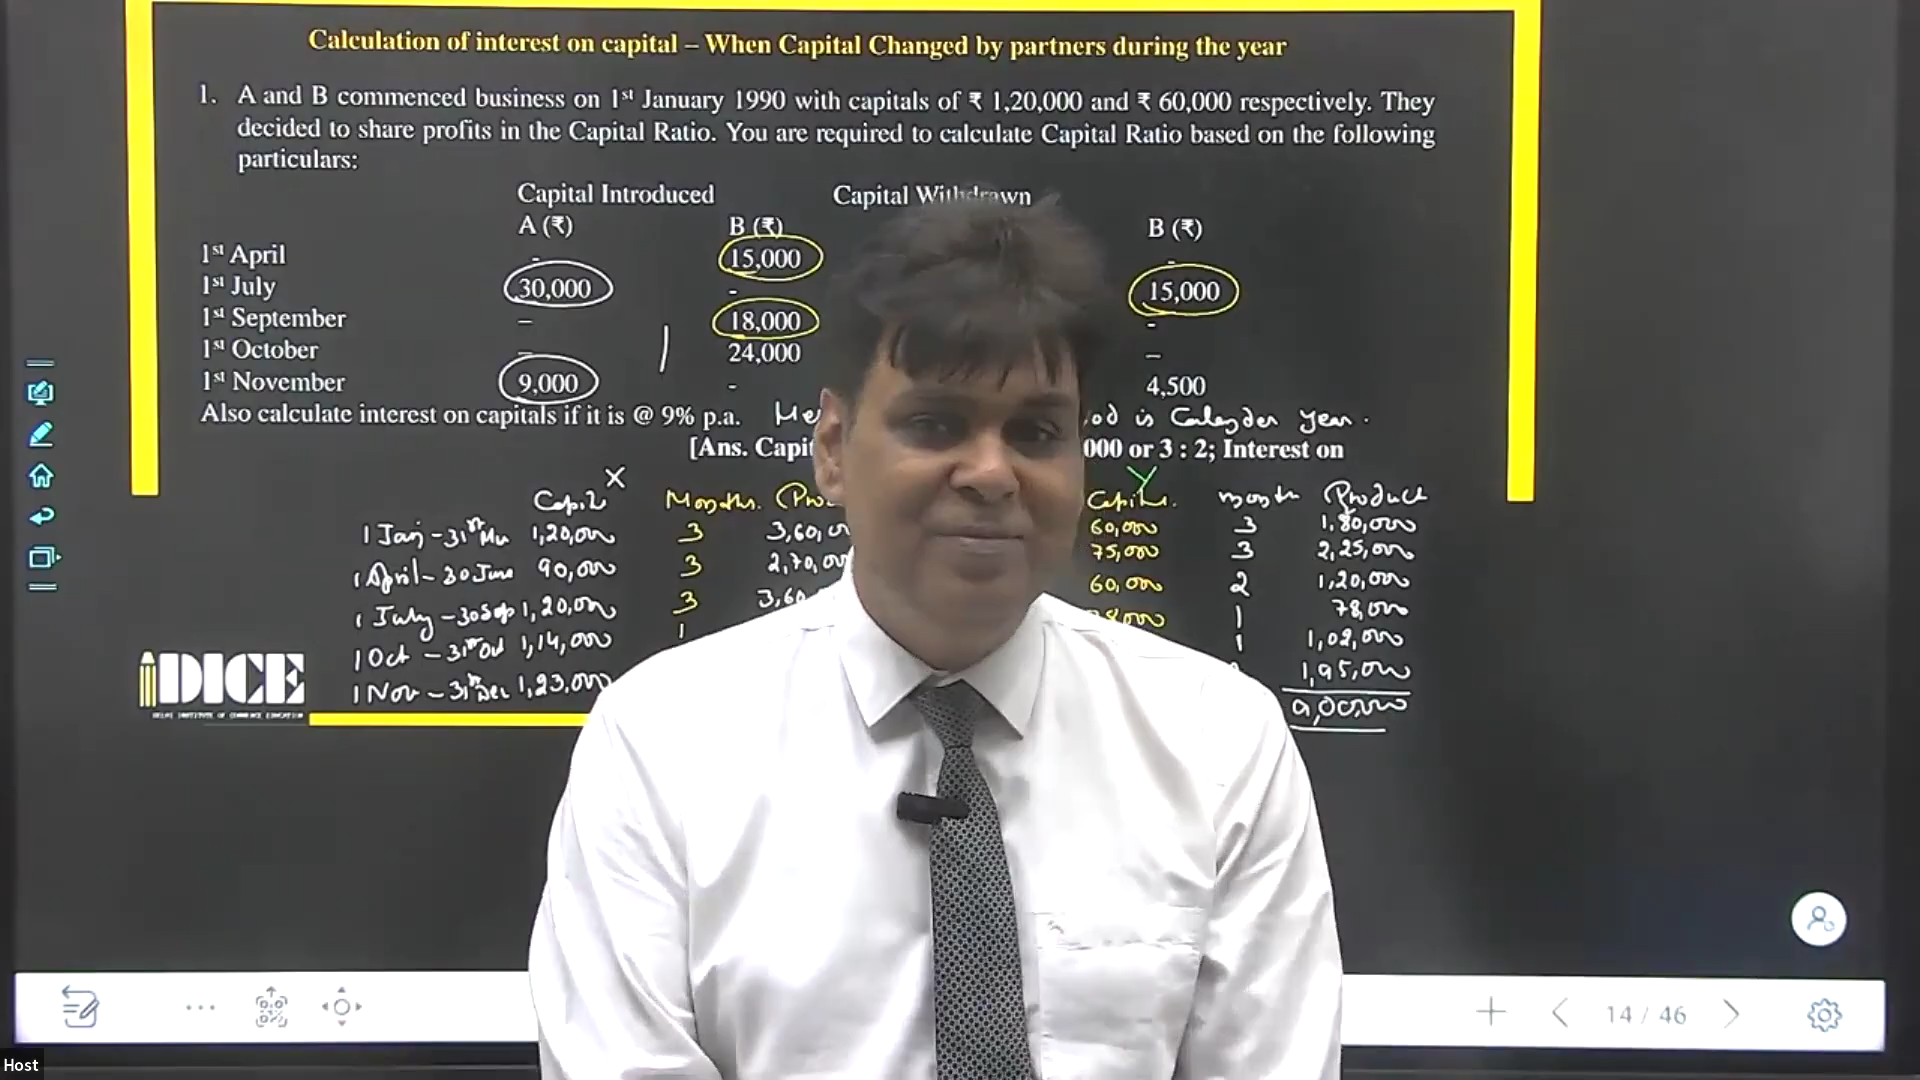 Calculation of interest on capital – When Capital Changed by partners during the year
1. A and B commenced business on 1st January 1990 with capitals of ₹ 1,20,000 and ₹ 60,000 respectively. They
decided to share profits in the Capital Ratio. You are required to calculate Capital Ratio based on the following
particulars:
Capital Introduced Capital Withdrawn
A (₹) B (₹) B (₹)
1st April - 15,000 -
1st July 30,000 - 15,000
1st September – 18,000 -
1st October – 24,000 –
1st November 9,000 - 4,500
Also calculate interest on capitals if it is @ 9% p.a. is Calender year.
[Ans. 000 or 3 : 2; Interest on
X Y
Months. Capital. month Product
1 Jan - 31st 1,20,000 3 60,000 3 1,80,000
1 April - 30 June 90,000 3 75,000 3 2,25,000
1 July - 30 Sep 1,20,000 3 60,000 2 1,20,000
1 Oct - 31st Oct 1,14,000 1 1 78,000
1 Nov - 31st Dec 1,23,000 1 1,02,000
1,95,000
9,00,000
DICE
14 / 46
Host